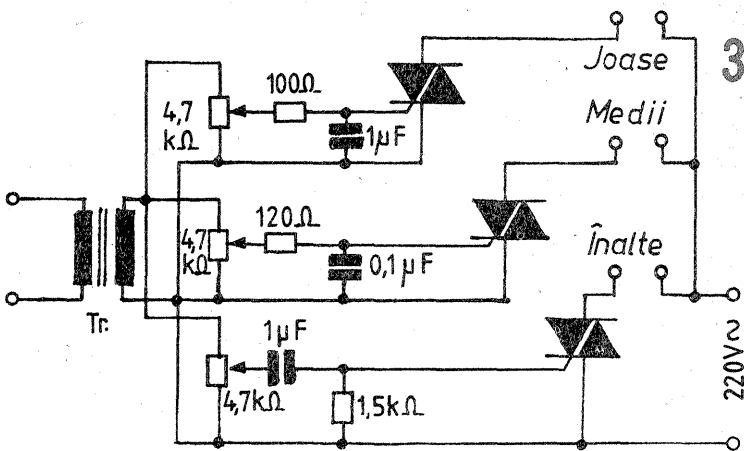 3
Joase
100Ω
4,7
kΩ
1μF
Medii
120Ω
4,7
kΩ
0,1μF
Înalte
Tr.
1μF
4,7kΩ
1,5kΩ
220V~